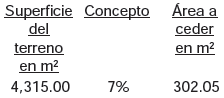 Superficie del terreno en m²
Concepto
Área a ceder en m²
4,315.00 7% 302.05